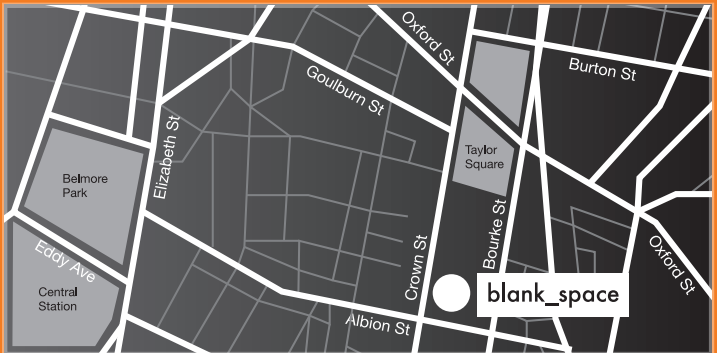 Oxford St
Burton St
Goulburn St
Taylor
Square
Elizabeth St
Belmore
Park
Bourke St
Crown St
Eddy Ave
Oxford St
Central
Station
blank_space
Albion St